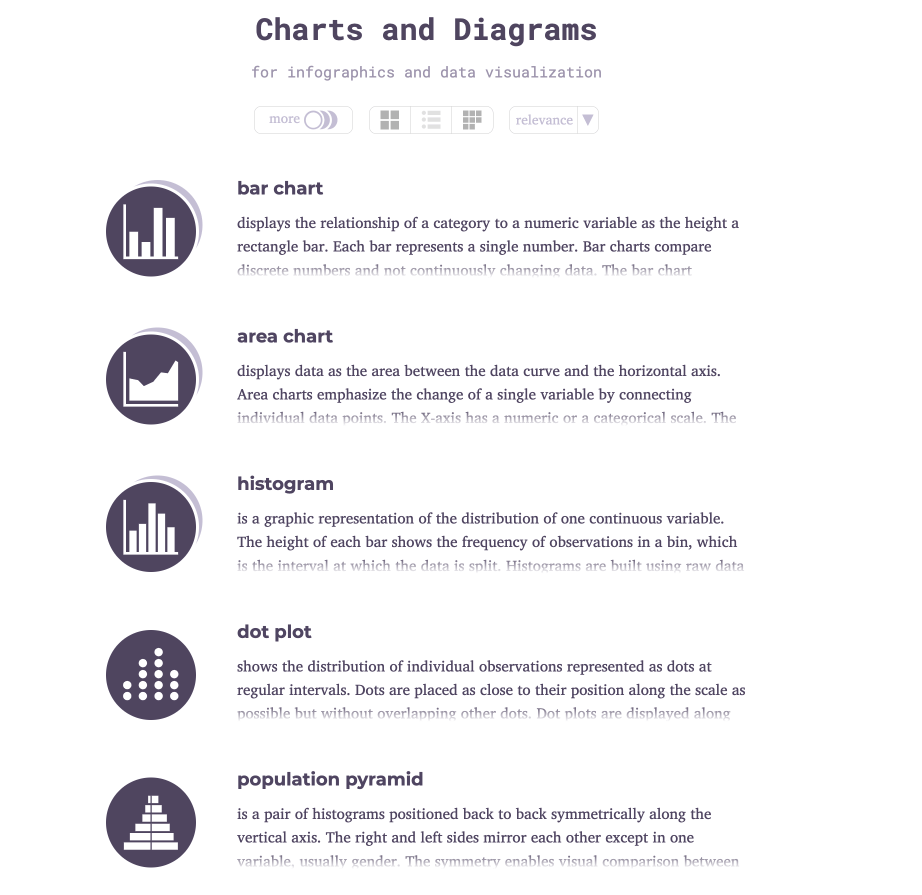 Charts and Diagrams
for infographics and data visualization
more
relevance
bar chart
displays the relationship of a category to a numeric variable as the height a
rectangle bar. Each bar represents a single number. Bar charts compare
discrete numbers and not continuously changing data. The bar chart
area chart
displays data as the area between the data curve and the horizontal axis.
Area charts emphasize the change of a single variable by connecting
individual data points. The X-axis has a numeric or a categorical scale. The
histogram
is a graphic representation of the distribution of one continuous variable.
The height of each bar shows the frequency of observations in a bin, which
is the interval at which the data is split. Histograms are built using raw data
dot plot
shows the distribution of individual observations represented as dots at
regular intervals. Dots are placed as close to their position along the scale as
possible but without overlapping other dots. Dot plots are displayed along
population pyramid
is a pair of histograms positioned back to back symmetrically along the
vertical axis. The right and left sides mirror each other except in one
variable, usually gender. The symmetry enables visual comparison between